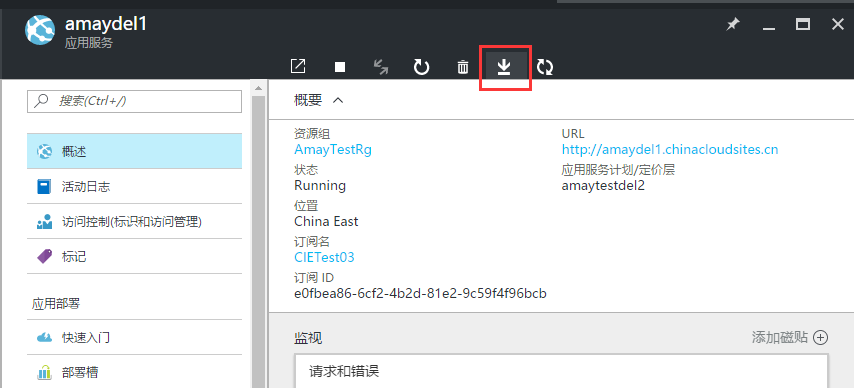 amaydel1
应用服务
搜索(Ctrl+/)
概述
活动日志
访问控制(标识和访问管理)
标记
应用部署
快速入门
部署槽
概要
资源组
AmayTestRg
状态
Running
位置
China East
订阅名
CIETest03
订阅 ID
e0fbea86-6cf2-4b2d-81e2-9c59f4f96bcb
URL
http://amaydel1.chinacloudsites.cn
应用服务计划/定价层
amaytestdel2
监视
添加磁贴
请求和错误